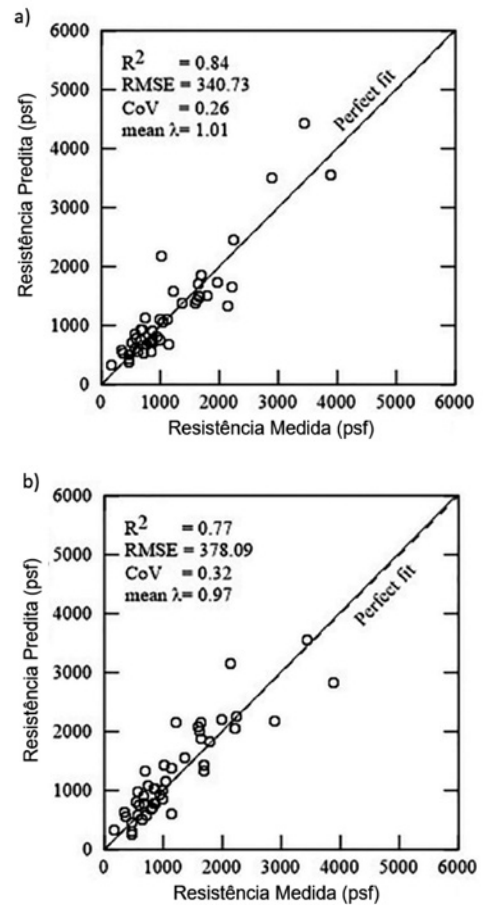 a)
6000
5000
4000
3000
2000
1000
0
Resistência Predita (psf)
R² = 0.84
RMSE = 340.73
CoV = 0.26
mean λ = 1.01
Perfect fit
0 1000 2000 3000 4000 5000 6000
Resistência Medida (psf)
b)
6000
5000
4000
3000
2000
1000
0
Resistência Predita (psf)
R² = 0.77
RMSE = 378.09
CoV = 0.32
mean λ = 0.97
Perfect fit
0 1000 2000 3000 4000 5000 6000
Resistência Medida (psf)